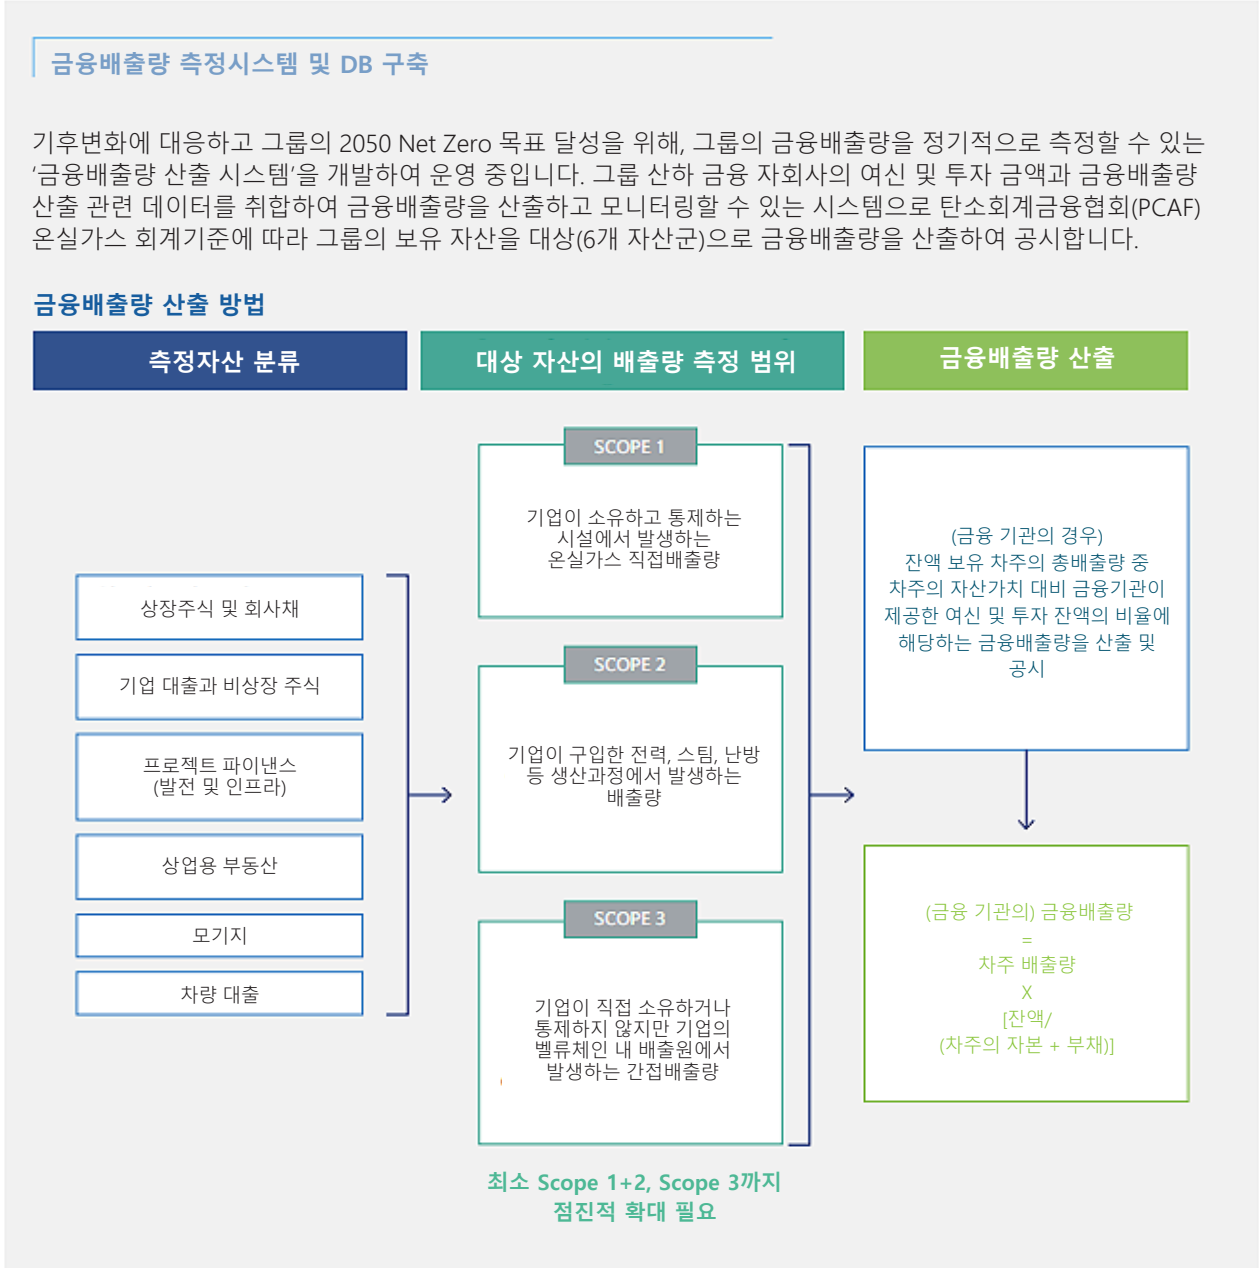 금융배출량 측정시스템 및 DB 구축
기후변화에 대응하고 그룹의 2050 Net Zero 목표 달성을 위해, 그룹의 금융배출량을 정기적으로 측정할 수 있는
‘금융배출량 산출 시스템’을 개발하여 운영 중입니다. 그룹 산하 금융 자회사의 여신 및 투자 금액과 금융배출량
산출 관련 데이터를 취합하여 금융배출량을 산출하고 모니터링할 수 있는 시스템으로 탄소회계금융협회(PCAF)
온실가스 회계기준에 따라 그룹의 보유 자산을 대상(6개 자산군)으로 금융배출량을 산출하여 공시합니다.
금융배출량 산출 방법
측정자산 분류
상장주식 및 회사채
기업 대출과 비상장 주식
프로젝트 파이낸스
(발전 및 인프라)
상업용 부동산
모기지
차량 대출
대상 자산의 배출량 측정 범위
SCOPE 1
기업이 소유하고 통제하는
시설에서 발생하는
온실가스 직접배출량
SCOPE 2
기업이 구입한 전력, 스팀, 난방
등 생산과정에서 발생하는
배출량
SCOPE 3
기업이 직접 소유하거나
통제하지 않지만 기업의
벨류체인 내 배출원에서
발생하는 간접배출량
최소 Scope 1+2, Scope 3까지
점진적 확대 필요
금융배출량 산출
(금융 기관의 경우)
잔액 보유 차주의 총배출량 중
차주의 자산가치 대비 금융기관이
제공한 여신 및 투자 잔액의 비율에
해당하는 금융배출량을 산출 및
공시
(금융 기관의) 금융배출량
=
차주 배출량
X
[잔액/
(차주의 자본 + 부채)]